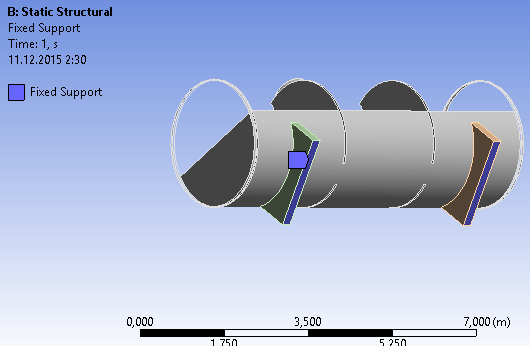 B: Static Structural
Fixed Support
Time: 1, s
11.12.2015 2:30
Fixed Support
0,000 3,500 7,000 (m)
1,750 5,250